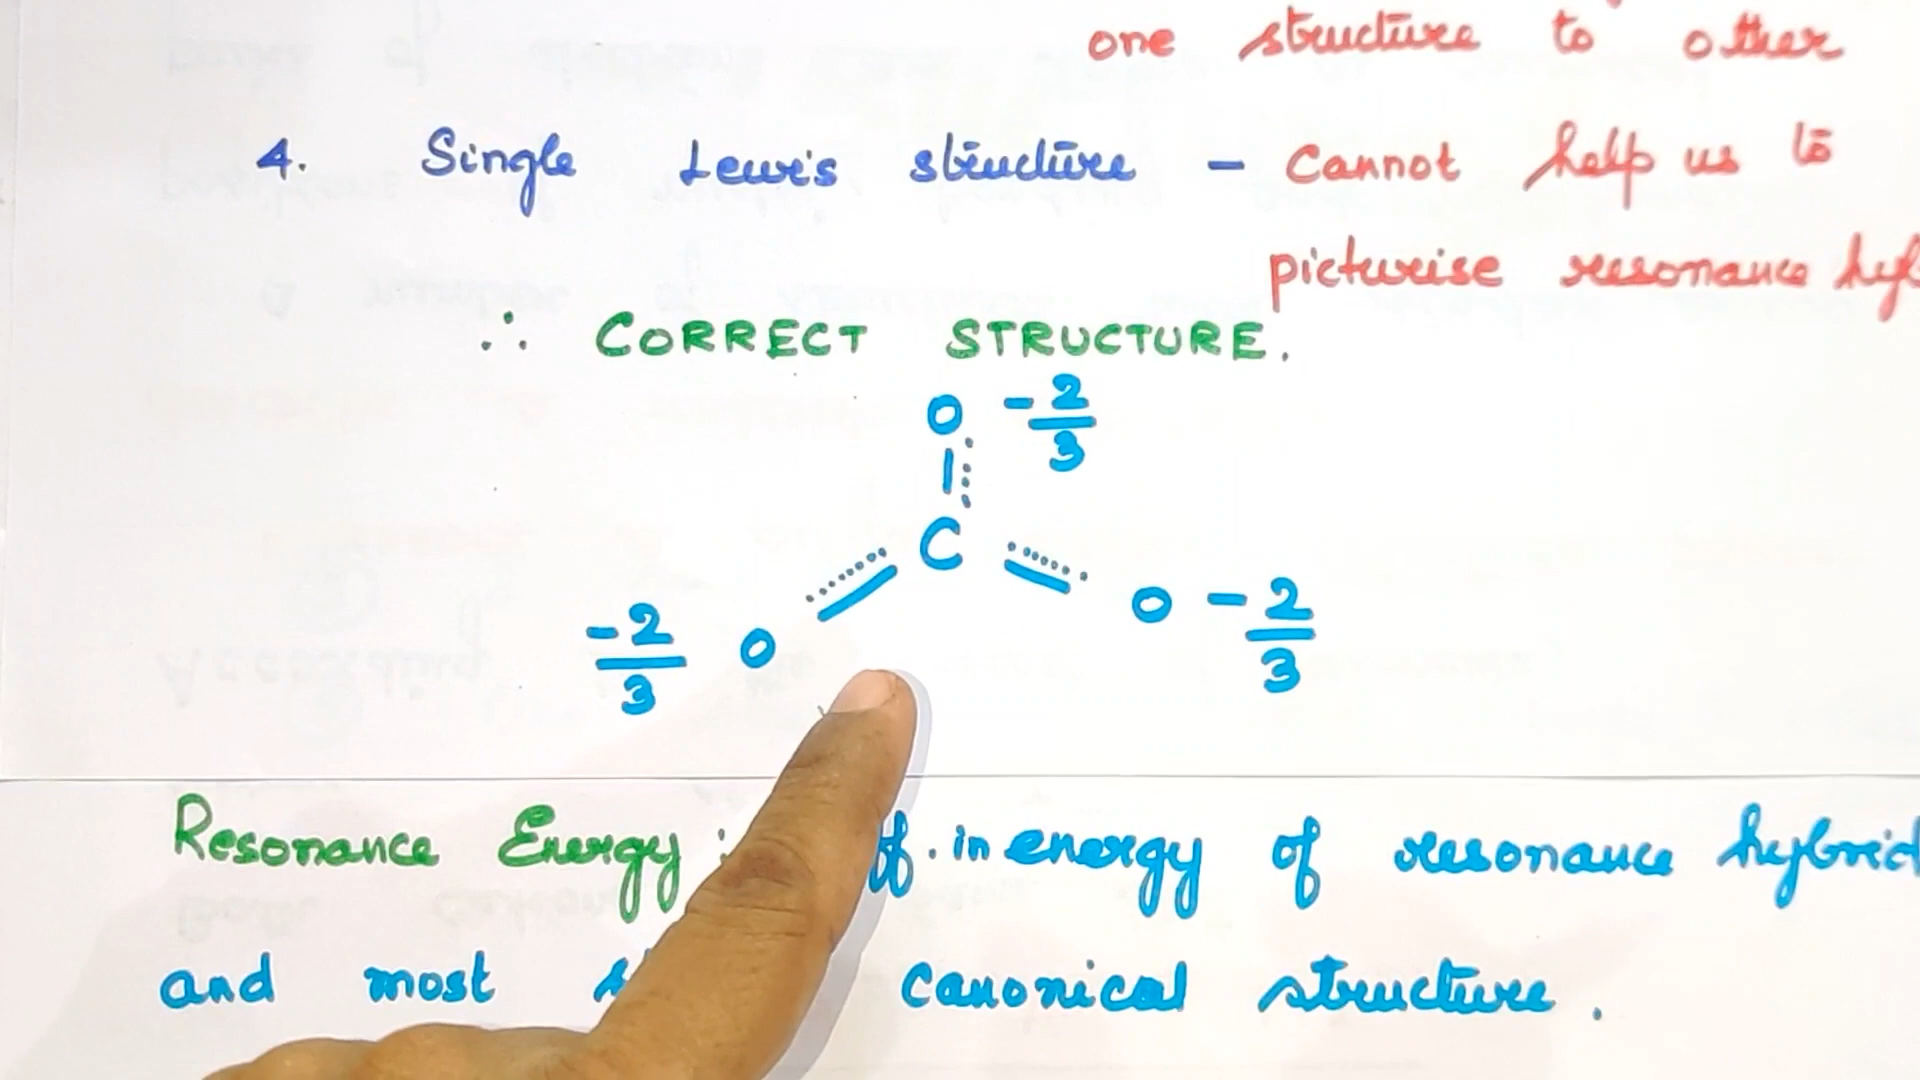 one structure to other
4. Single Lewis structure - Cannot help us to
picturise resonance
∴ CORRECT STRUCTURE.
O -2/3
C
-2/3 O O -2/3
Resonance Energy : in energy of resonance hybrid
and most canonical structure.